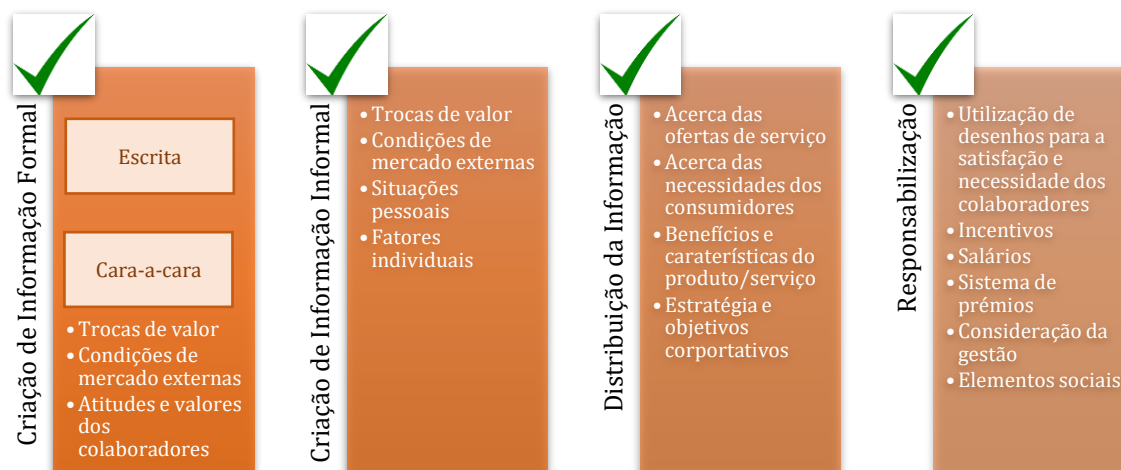 Criação de Informação Formal
Escrita
Cara-a-cara
• Trocas de valor
• Condições de
mercado externas
• Atitudes e valores
dos
colaboradores
Criação de Informação Informal
• Trocas de valor
• Condições de
mercado externas
• Situações
pessoais
• Fatores
individuais
Distribuição da Informação
• Acerca das
ofertas de serviço
• Acerca das
necessidades dos
consumidores
• Benefícios e
caraterísticas do
produto/serviço
• Estratégia e
objetivos
corportativos
Responsabilização
• Utilização de
desenhos para a
satisfação e
necessidade dos
colaboradores
• Incentivos
• Salários
• Sistema de
prémios
• Consideração da
gestão
• Elementos sociais